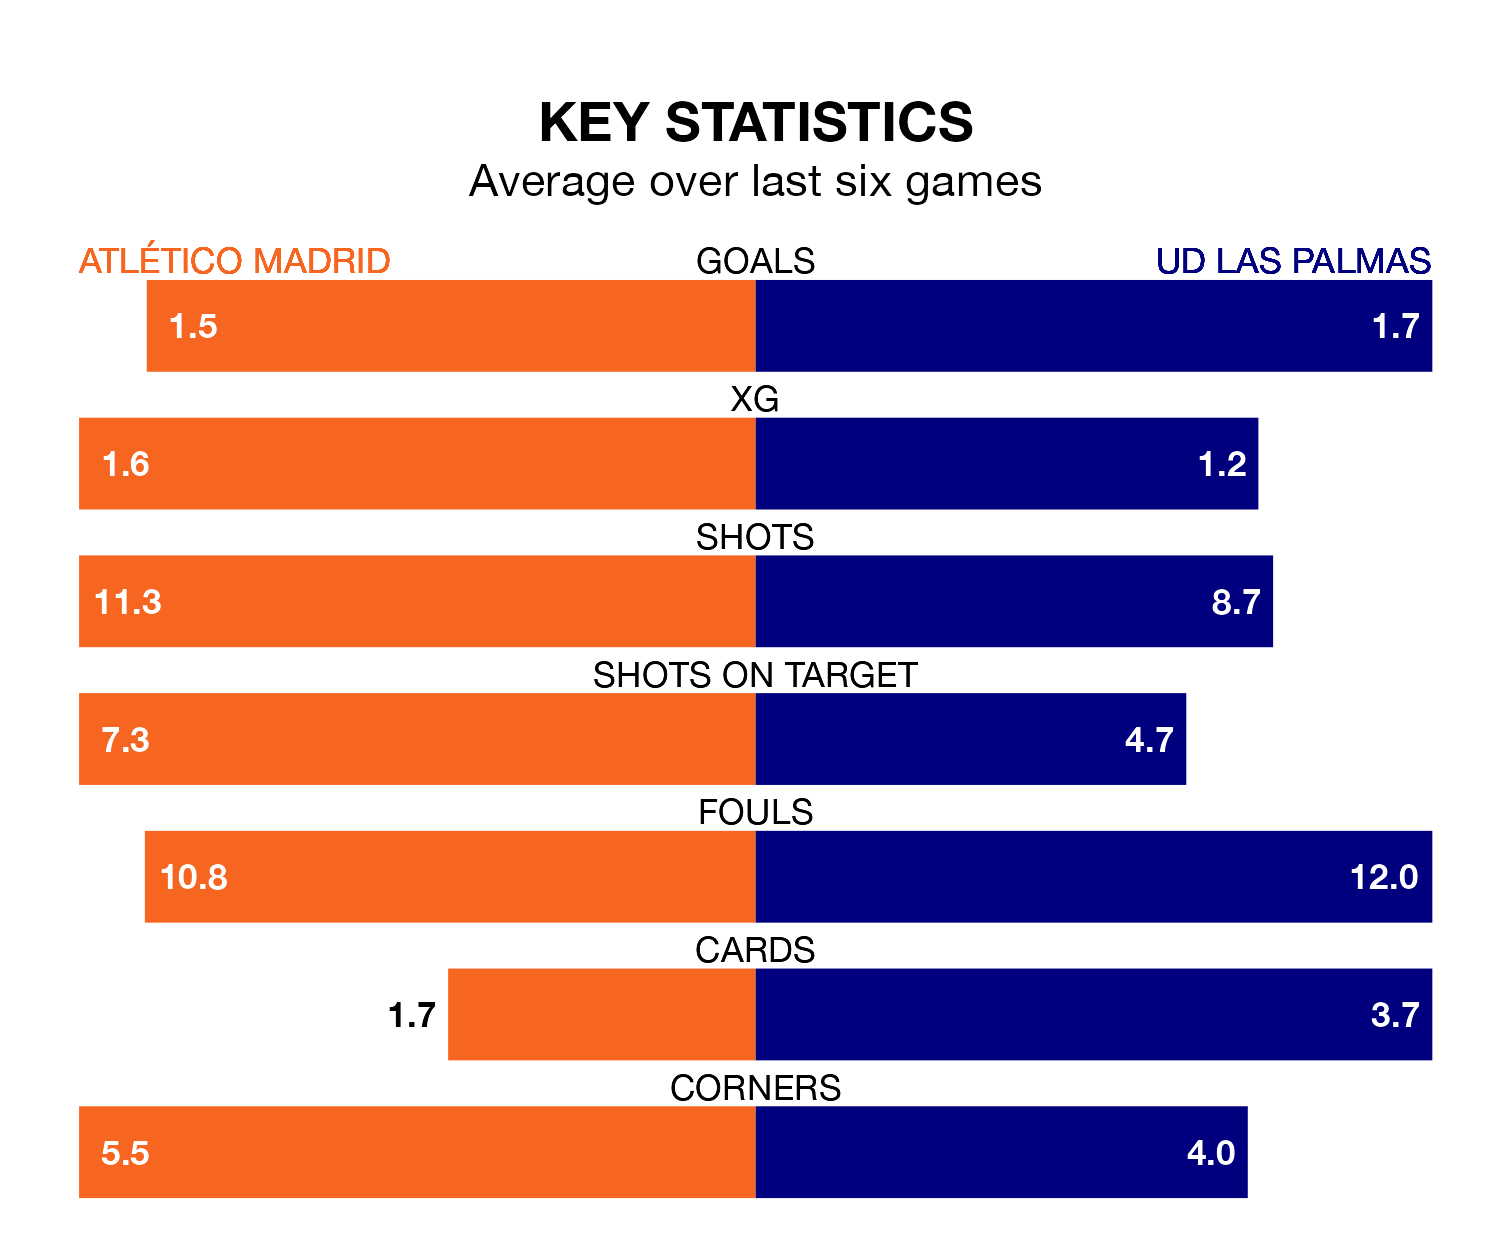 KEY STATISTICS
Average over last six games
ATLÉTICO MADRID GOALS UD LAS PALMAS
1.5 1.7
XG
1.6 1.2
SHOTS
11.3 8.7
SHOTS ON TARGET
7.3 4.7
FOULS
10.8 12.0
CARDS
1.7 3.7
CORNERS
5.5 4.0